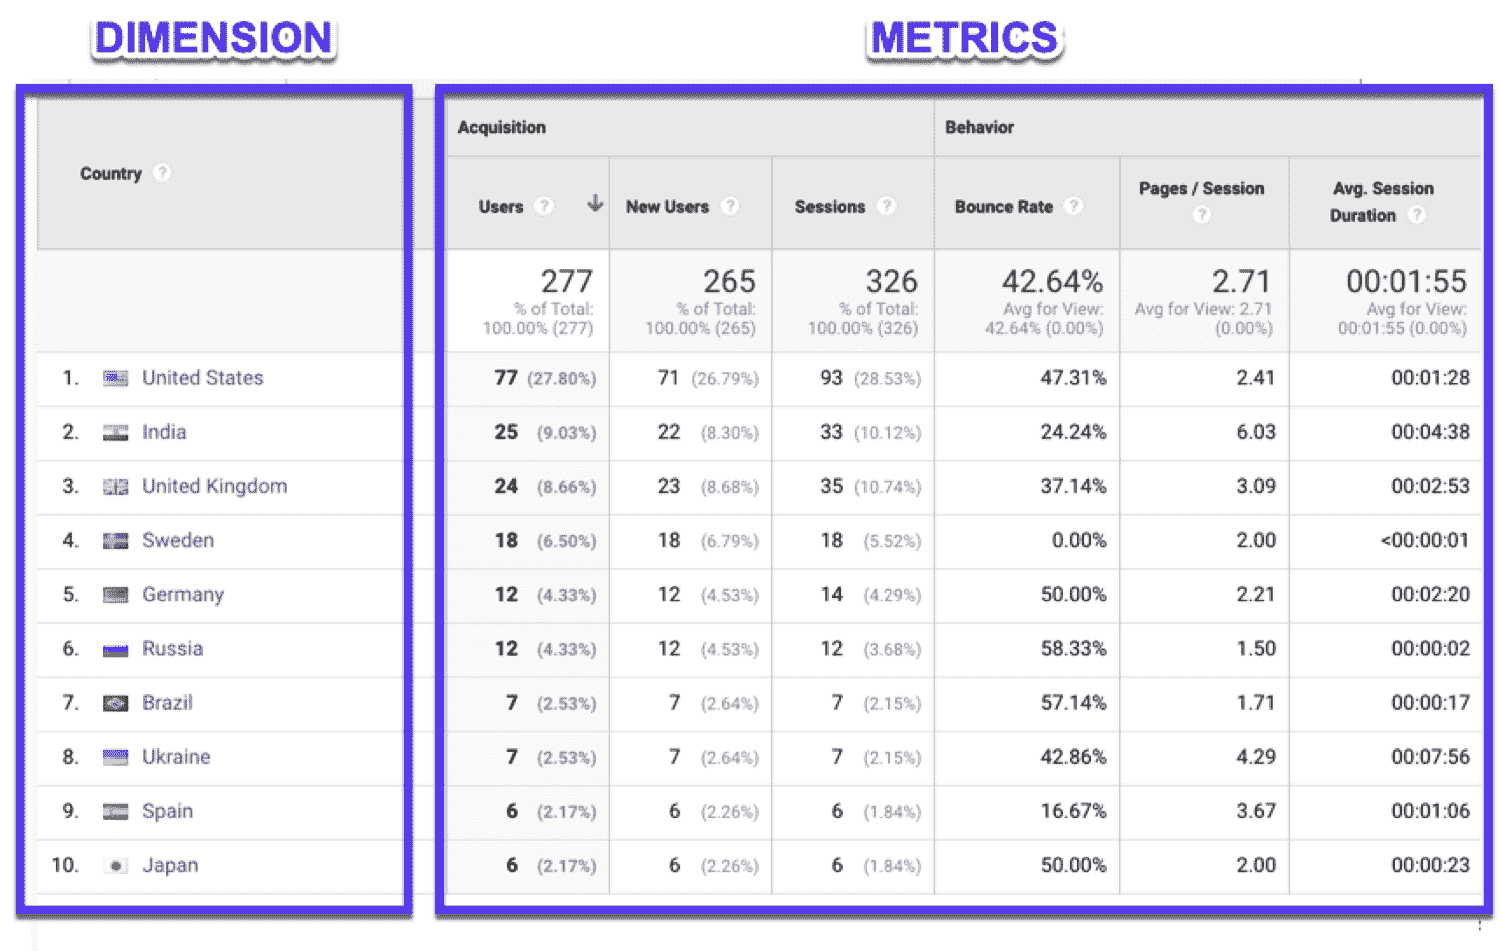 DIMENSION METRICS
Acquisition Behavior
Country ?
Users ? New Users ? Sessions ? Bounce Rate ? Pages / Session ? Avg. Session Duration ?
277 265 326 42.64% 2.71 00:01:55
% of Total: % of Total: % of Total: Avg for View: Avg for View: 2.71 Avg for View:
100.00% (277) 100.00% (265) 100.00% (326) 42.64% (0.00%) (0.00%) 00:01:55 (0.00%)
1. United States 77 (27.80%) 71 (26.79%) 93 (28.53%) 47.31% 2.41 00:01:28
2. India 25 (9.03%) 22 (8.30%) 33 (10.12%) 24.24% 6.03 00:04:38
3. United Kingdom 24 (8.66%) 23 (8.68%) 35 (10.74%) 37.14% 3.09 00:02:53
4. Sweden 18 (6.50%) 18 (6.79%) 18 (5.52%) 0.00% 2.00 <00:00:01
5. Germany 12 (4.33%) 12 (4.53%) 14 (4.29%) 50.00% 2.21 00:02:20
6. Russia 12 (4.33%) 12 (4.53%) 12 (3.68%) 58.33% 1.50 00:00:02
7. Brazil 7 (2.53%) 7 (2.64%) 7 (2.15%) 57.14% 1.71 00:00:17
8. Ukraine 7 (2.53%) 7 (2.64%) 7 (2.15%) 42.86% 4.29 00:07:56
9. Spain 6 (2.17%) 6 (2.26%) 6 (1.84%) 16.67% 3.67 00:01:06
10. Japan 6 (2.17%) 6 (2.26%) 6 (1.84%) 50.00% 2.00 00:00:23